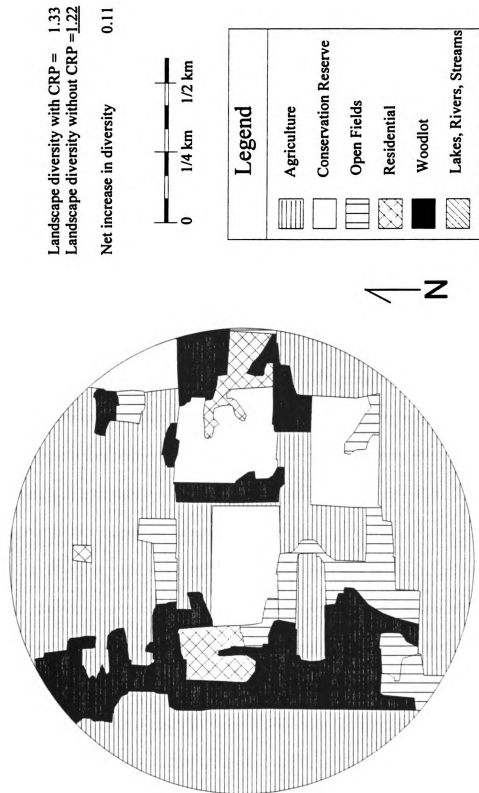 Landscape diversity with CRP = 1.33
Landscape diversity without CRP = 1.22
Net increase in diversity 0.11
0 1/4 km 1/2 km
Legend
Agriculture
Conservation Reserve
Open Fields
Residential
Woodlot
Lakes, Rivers, Streams
N